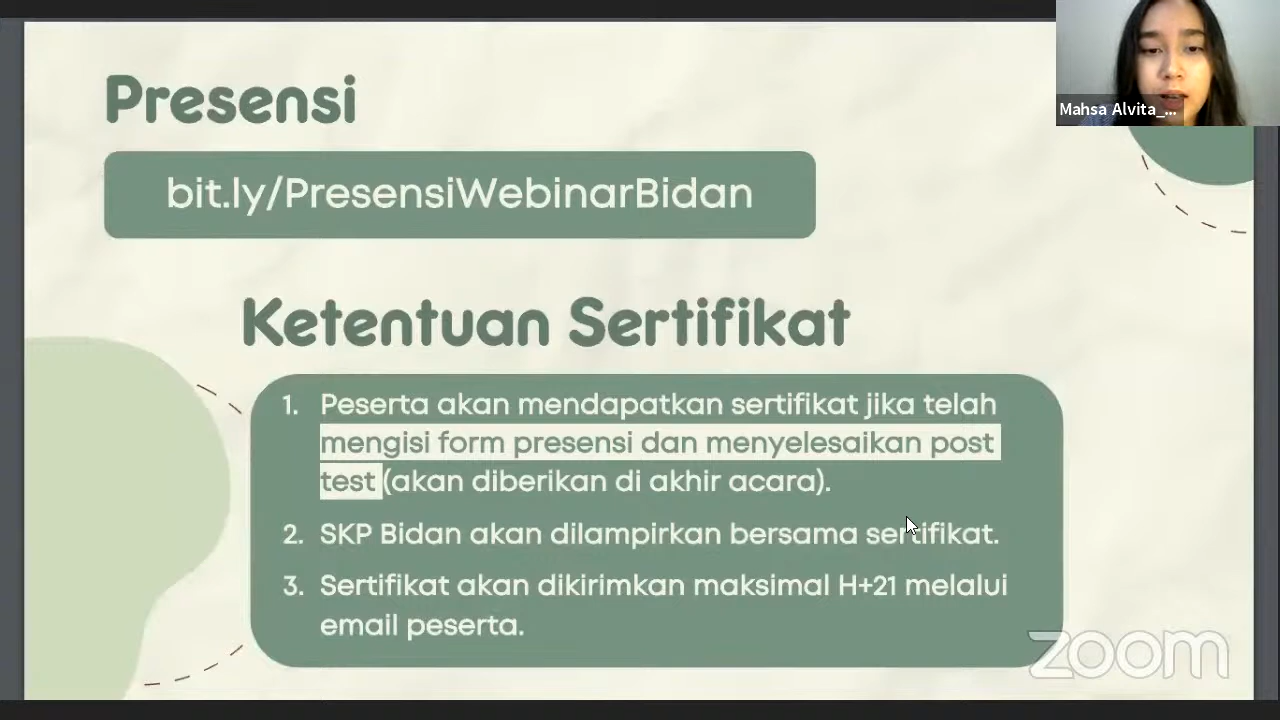 Presensi
Mahsa Alvita_...
bit.ly/PresensiWebinarBidan
Ketentuan Sertifikat
1. Peserta akan mendapatkan sertifikat jika telah
mengisi form presensi dan menyelesaikan post
test (akan diberikan di akhir acara).
2. SKP Bidan akan dilampirkan bersama sertifikat.
3. Sertifikat akan dikirimkan maksimal H+21 melalui
email peserta.
zoom